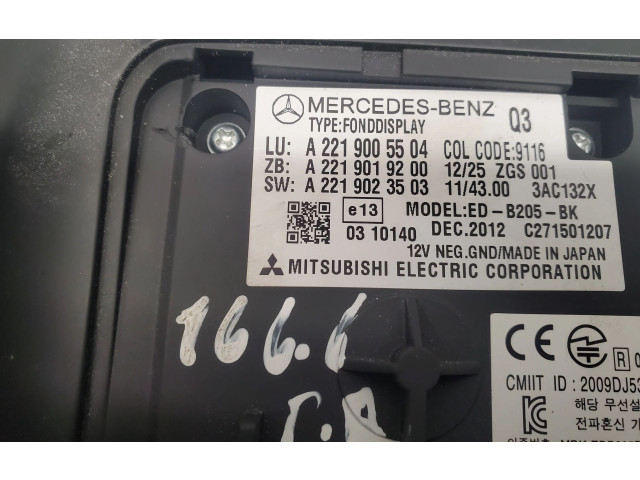 MERCEDES-BENZ Q3
TYPE:FONDDISPLAY
LU: A 221 900 55 04 COL CODE:9116
ZB: A 221 901 92 00 12/25 ZGS 001
SW: A 221 902 35 03 11/43.00 3AC132X
e13 MODEL:ED-B205-BK
03 10140 DEC.2012 C271501207
12V NEG.GND/MADE IN JAPAN
MITSUBISHI ELECTRIC CORPORATION
166.6
CE R
CMIIT ID : 2009DJ53
해당 무선설
전파혼신 가